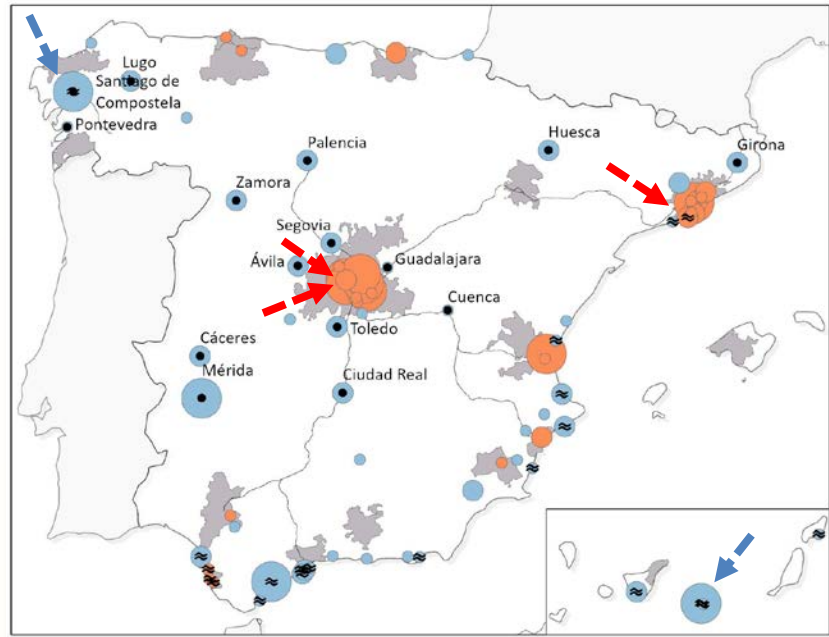 Lugo
Santiago de
Compostela
Pontevedra
Palencia
Huesca
Girona
Zamora
Segovia
Ávila
Guadalajara
Cuenca
Toledo
Cáceres
Mérida
Ciudad Real